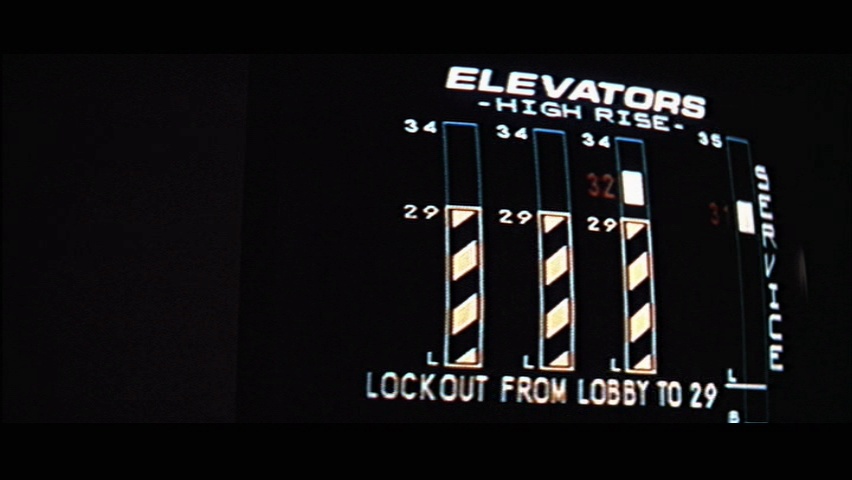 ELEVATORS
-HIGH RISE-
34 34 34 35
32 31
29 29 29
SERVICE
L L L L
LOCKOUT FROM LOBBY TO 29
B